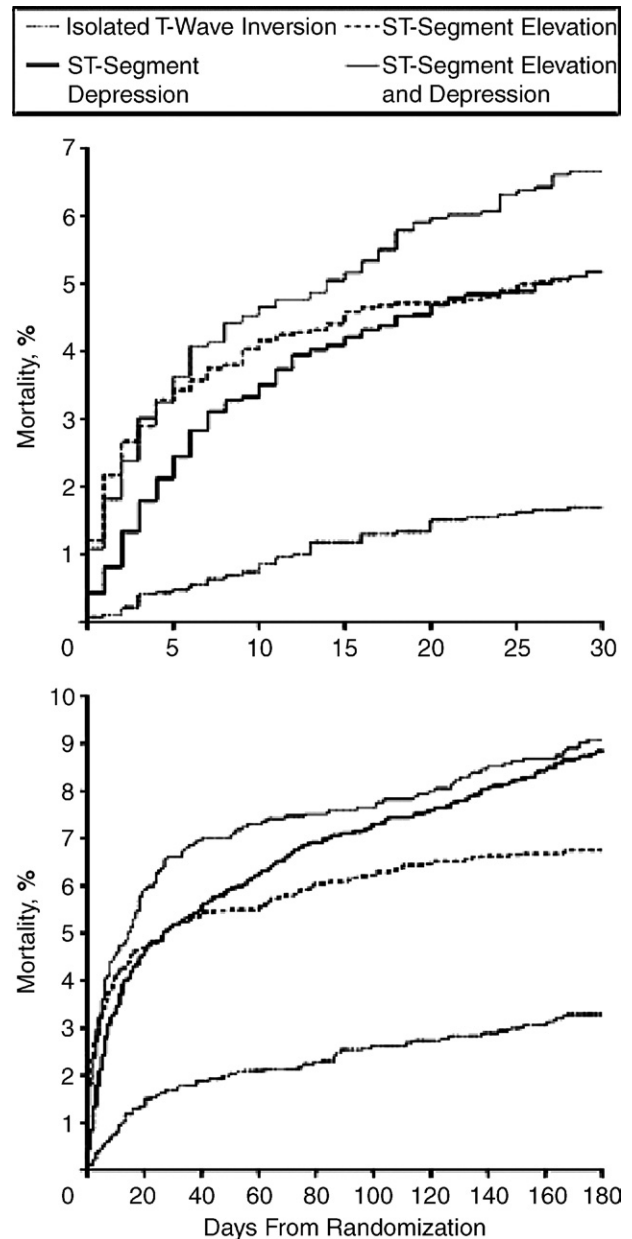 Isolated T-Wave Inversion
ST-Segment Elevation
ST-Segment
Depression
ST-Segment Elevation
and Depression
7
6
5
4
3
2
1
0
Mortality, %
5 10 15 20 25 30
10
9
8
7
6
5
4
3
2
1
0
Mortality, %
20 40 60 80 100 120 140 160 180
Days From Randomization